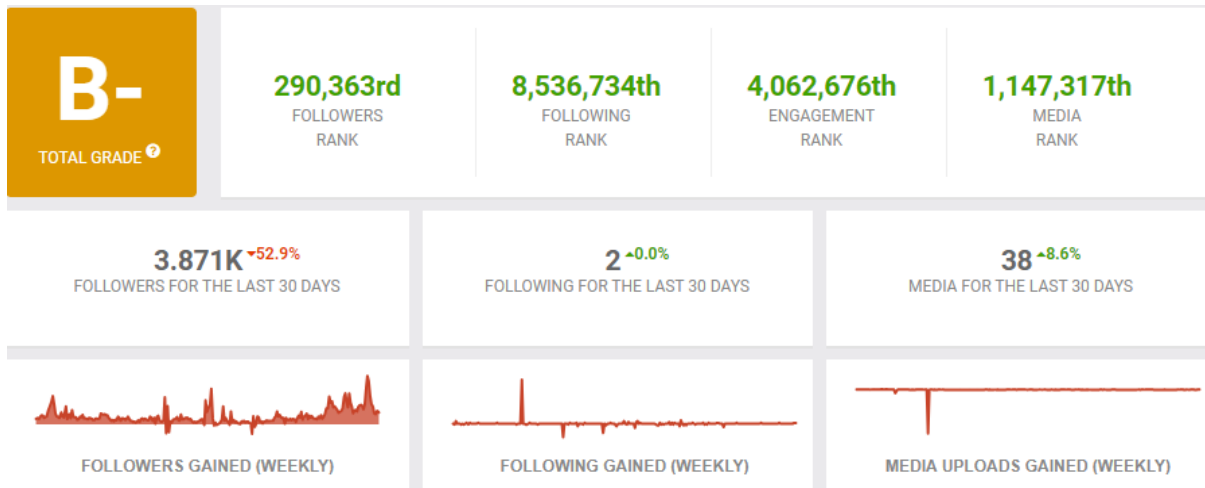 B-
TOTAL GRADE ?
290,363rd
FOLLOWERS
RANK
8,536,734th
FOLLOWING
RANK
4,062,676th
ENGAGEMENT
RANK
1,147,317th
MEDIA
RANK
3.871K 52.9%
FOLLOWERS FOR THE LAST 30 DAYS
2 0.0%
FOLLOWING FOR THE LAST 30 DAYS
38 8.6%
MEDIA FOR THE LAST 30 DAYS
FOLLOWERS GAINED (WEEKLY)
FOLLOWING GAINED (WEEKLY)
MEDIA UPLOADS GAINED (WEEKLY)